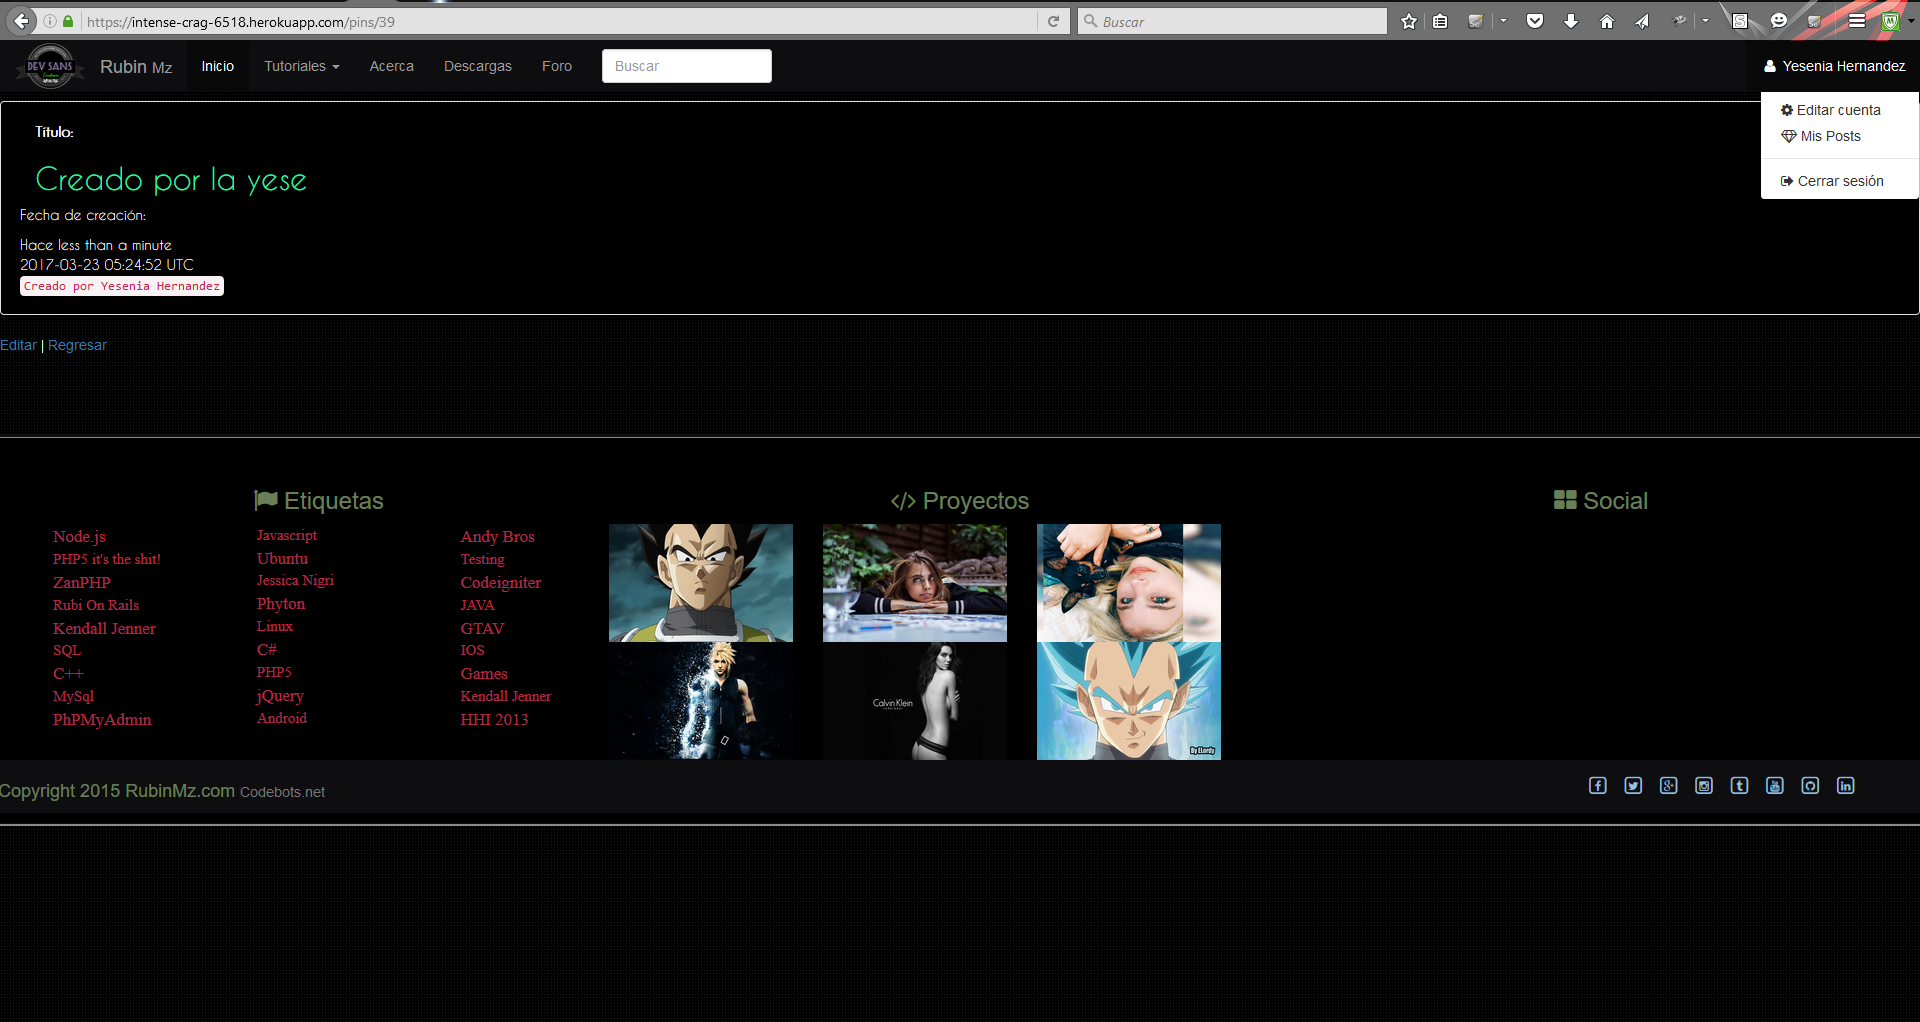 https://intense-crag-6518.herokuapp.com/pins/39
Buscar
DEV SANS
Rubin Mz
Inicio
Tutoriales
Acerca
Descargas
Foro
Buscar
Yesenia Hernandez
Editar cuenta
Mis Posts
Cerrar sesión
Título:
Creado por la yese
Fecha de creación:
Hace less than a minute
2017-03-23 05:24:52 UTC
Creado por Yesenia Hernandez
Editar | Regresar
Etiquetas
Node.js
PHP5 it's the shit!
ZanPHP
Rubi On Rails
Kendall Jenner
SQL
C++
MySql
PhPMyAdmin
Javascript
Ubuntu
Jessica Nigri
Phyton
Linux
C#
PHP5
jQuery
Android
Andy Bros
Testing
Codeigniter
JAVA
GTAV
IOS
Games
Kendall Jenner
HHI 2013
Proyectos
Calvin Klein
By ELordy
Social
Copyright 2015 RubinMz.com Codebots.net